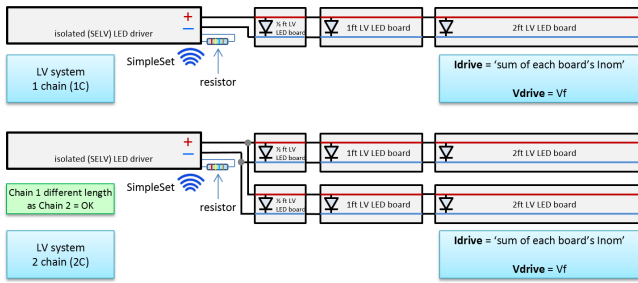 +
−
isolated (SELV) LED driver
½ ft LV
LED board
1ft LV LED board
2ft LV LED board
SimpleSet
resistor
LV system
1 chain (1C)
Idrive = 'sum of each board's Inom'
Vdrive = Vf
+
−
isolated (SELV) LED driver
½ ft LV
LED board
1ft LV LED board
2ft LV LED board
Chain 1 different length
as Chain 2 = OK
SimpleSet
resistor
½ ft LV
LED board
1ft LV LED board
2ft LV LED board
LV system
2 chain (2C)
Idrive = 'sum of each board's Inom'
Vdrive = Vf